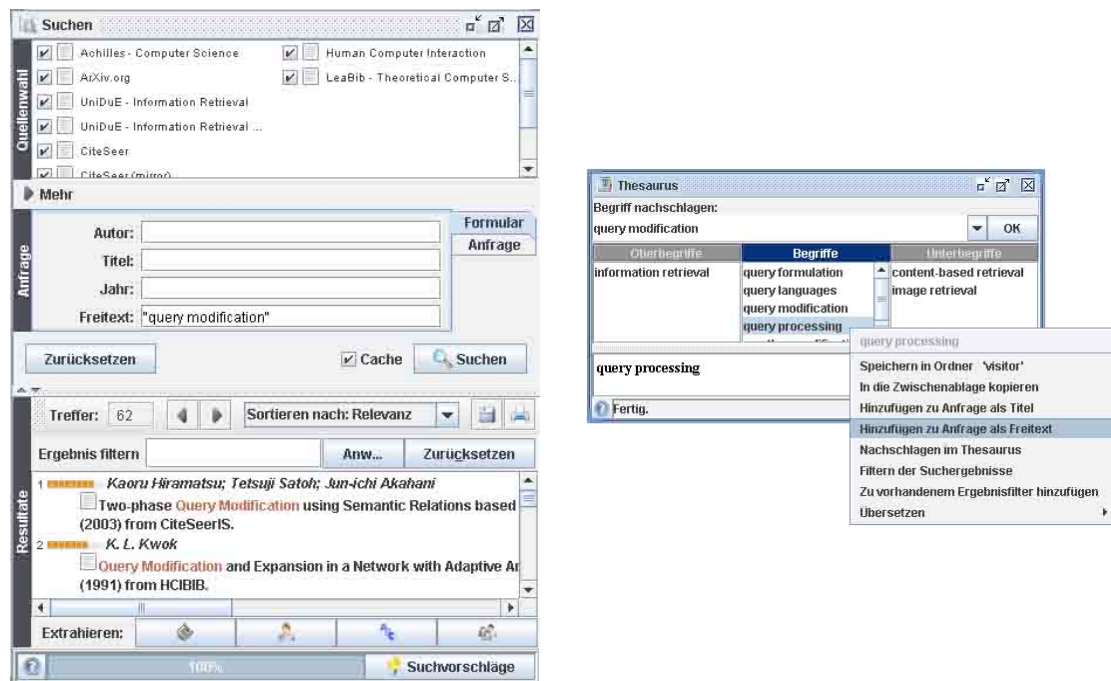 Suchen
Quellenwahl
Achilles - Computer Science
Human Computer Interaction
ArXiv.org
LeaBib - Theoretical Computer S...
UniDuE - Information Retrieval
UniDuE - Information Retrieval ...
CiteSeer
CiteSeer (mirror)
Mehr
Anfrage
Formular
Anfrage
Autor:
Titel:
Jahr:
Freitext: "query modification"
Zurücksetzen
Cache
Suchen
Treffer: 62
Sortieren nach: Relevanz
Ergebnis filtern
Anw...
Zurücksetzen
Resultate
1 Kaoru Hiramatsu; Tetsuji Satoh; Jun-ichi Akahani
Two-phase Query Modification using Semantic Relations based
(2003) from CiteSeerIS.
2 K. L. Kwok
Query Modification and Expansion in a Network with Adaptive Ar
(1991) from HCIBIB.
Extrahieren:
100%
Suchvorschläge
Thesaurus
Begriff nachschlagen:
query modification
OK
Oberbegriffe
Begriffe
Unterbegriffe
information retrieval
query formulation
content-based retrieval
query languages
image retrieval
query modification
query processing
query processing
Fertig.
query processing
Speichern in Ordner 'visitor'
In die Zwischenablage kopieren
Hinzufügen zu Anfrage als Titel
Hinzufügen zu Anfrage als Freitext
Nachschlagen im Thesaurus
Filtern der Suchergebnisse
Zu vorhandenem Ergebnisfilter hinzufügen
Übersetzen